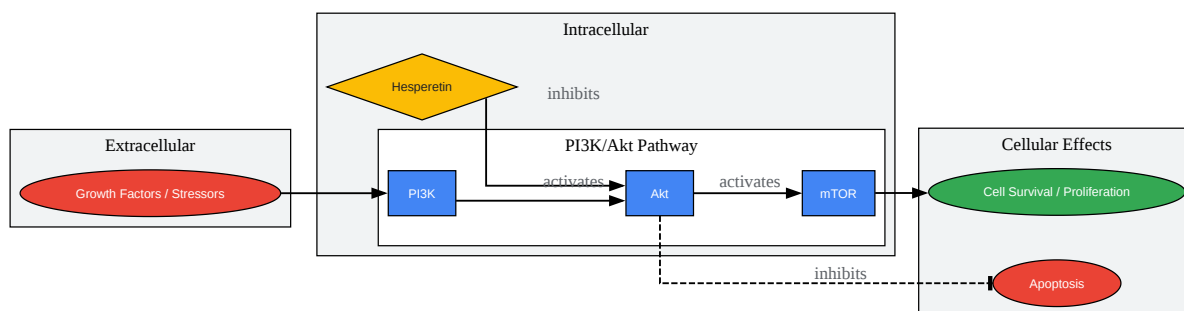 Intracellular
Hesperetin
inhibits
Extracellular
Growth Factors / Stressors
PI3K/Akt Pathway
PI3K
activates
Akt
activates
mTOR
Cellular Effects
Cell Survival / Proliferation
inhibits
Apoptosis